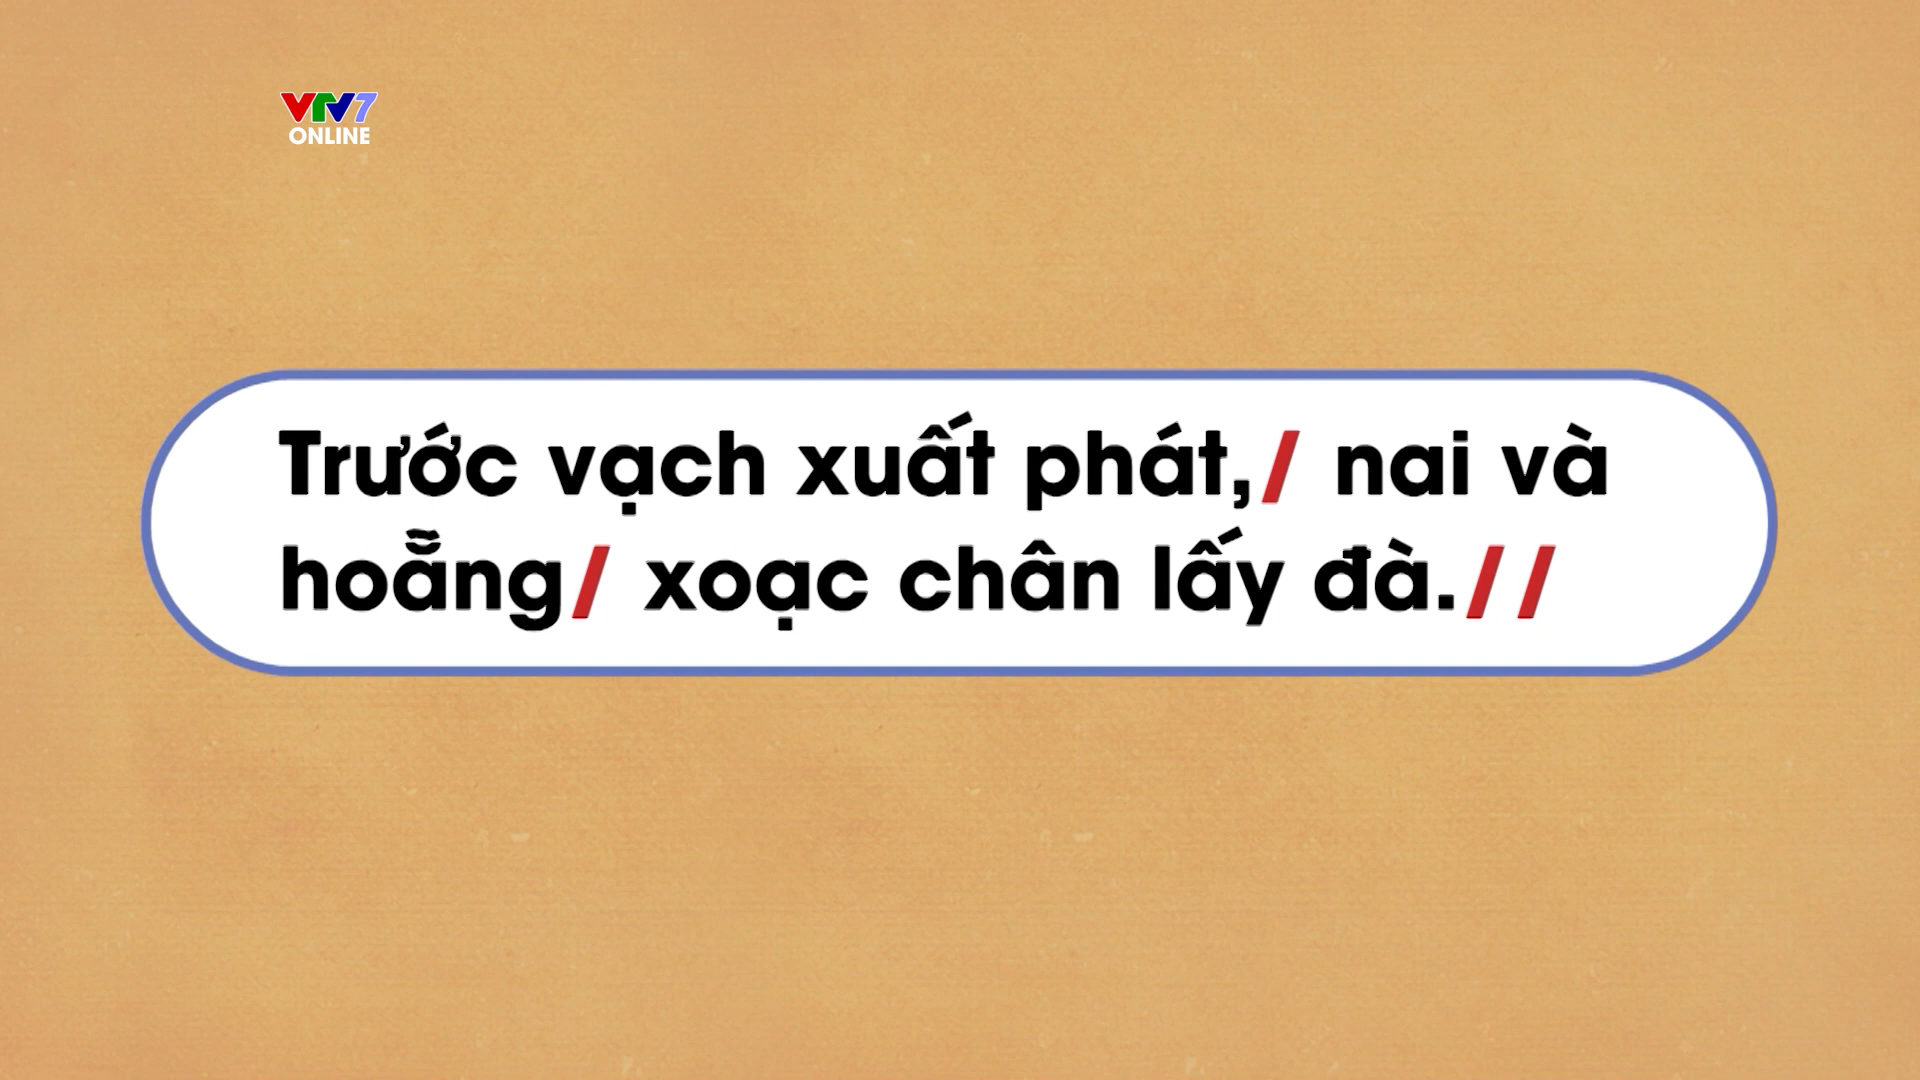 VTV7
ONLINE
Trước vạch xuất phát,/ nai và
hoẵng/ xoạc chân lấy đà.//